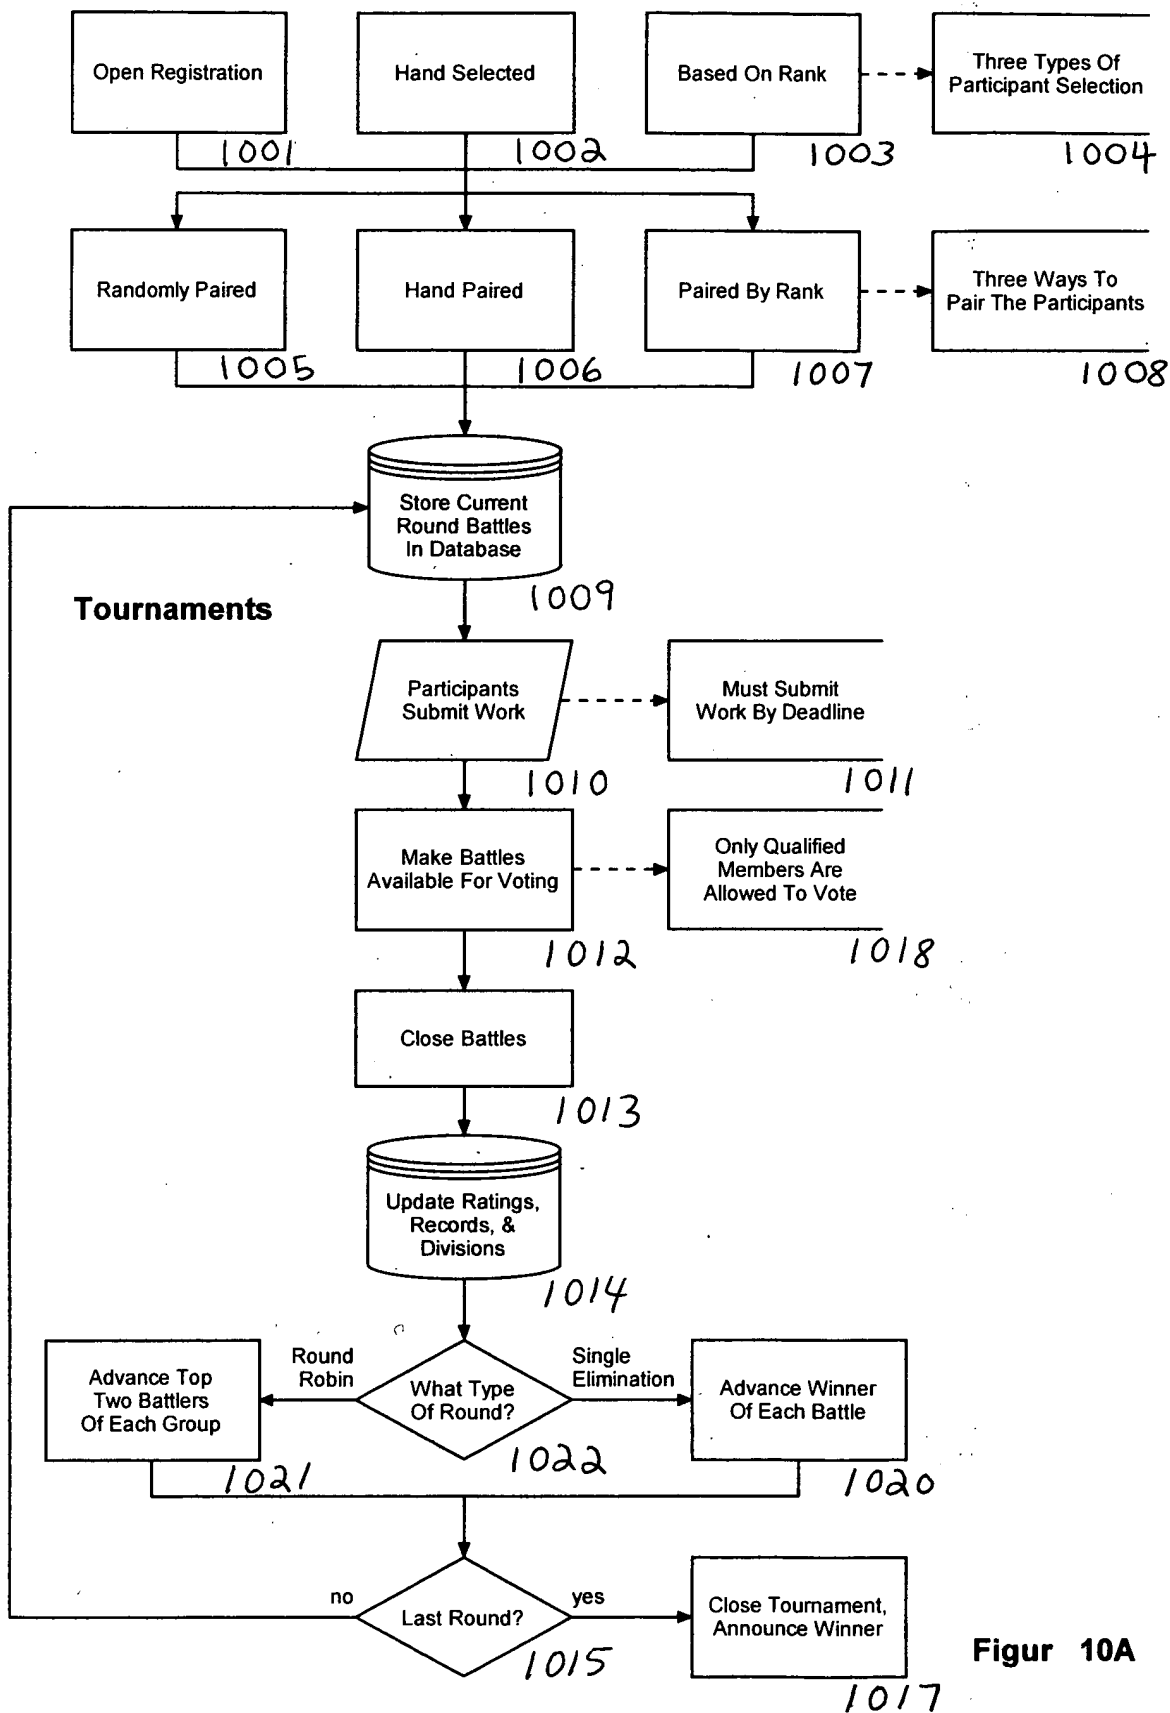 Open Registration
1001
Hand Selected
1002
Based On Rank
1003
Three Types Of
Participant Selection
1004
Randomly Paired
1005
Hand Paired
1006
Paired By Rank
1007
Three Ways To
Pair The Participants
1008
Store Current
Round Battles
In Database
1009
Tournaments
Participants
Submit Work
1010
Must Submit
Work By Deadline
1011
Make Battles
Available For Voting
1012
Only Qualified
Members Are
Allowed To Vote
1018
Close Battles
1013
Update Ratings,
Records, &
Divisions
1014
Advance Top
Two Battlers
Of Each Group
1021
Round
Robin
What Type
Of Round?
1022
Single
Elimination
Advance Winner
Of Each Battle
1020
no
Last Round?
1015
yes
Close Tournament,
Announce Winner
1017
Figur 10A